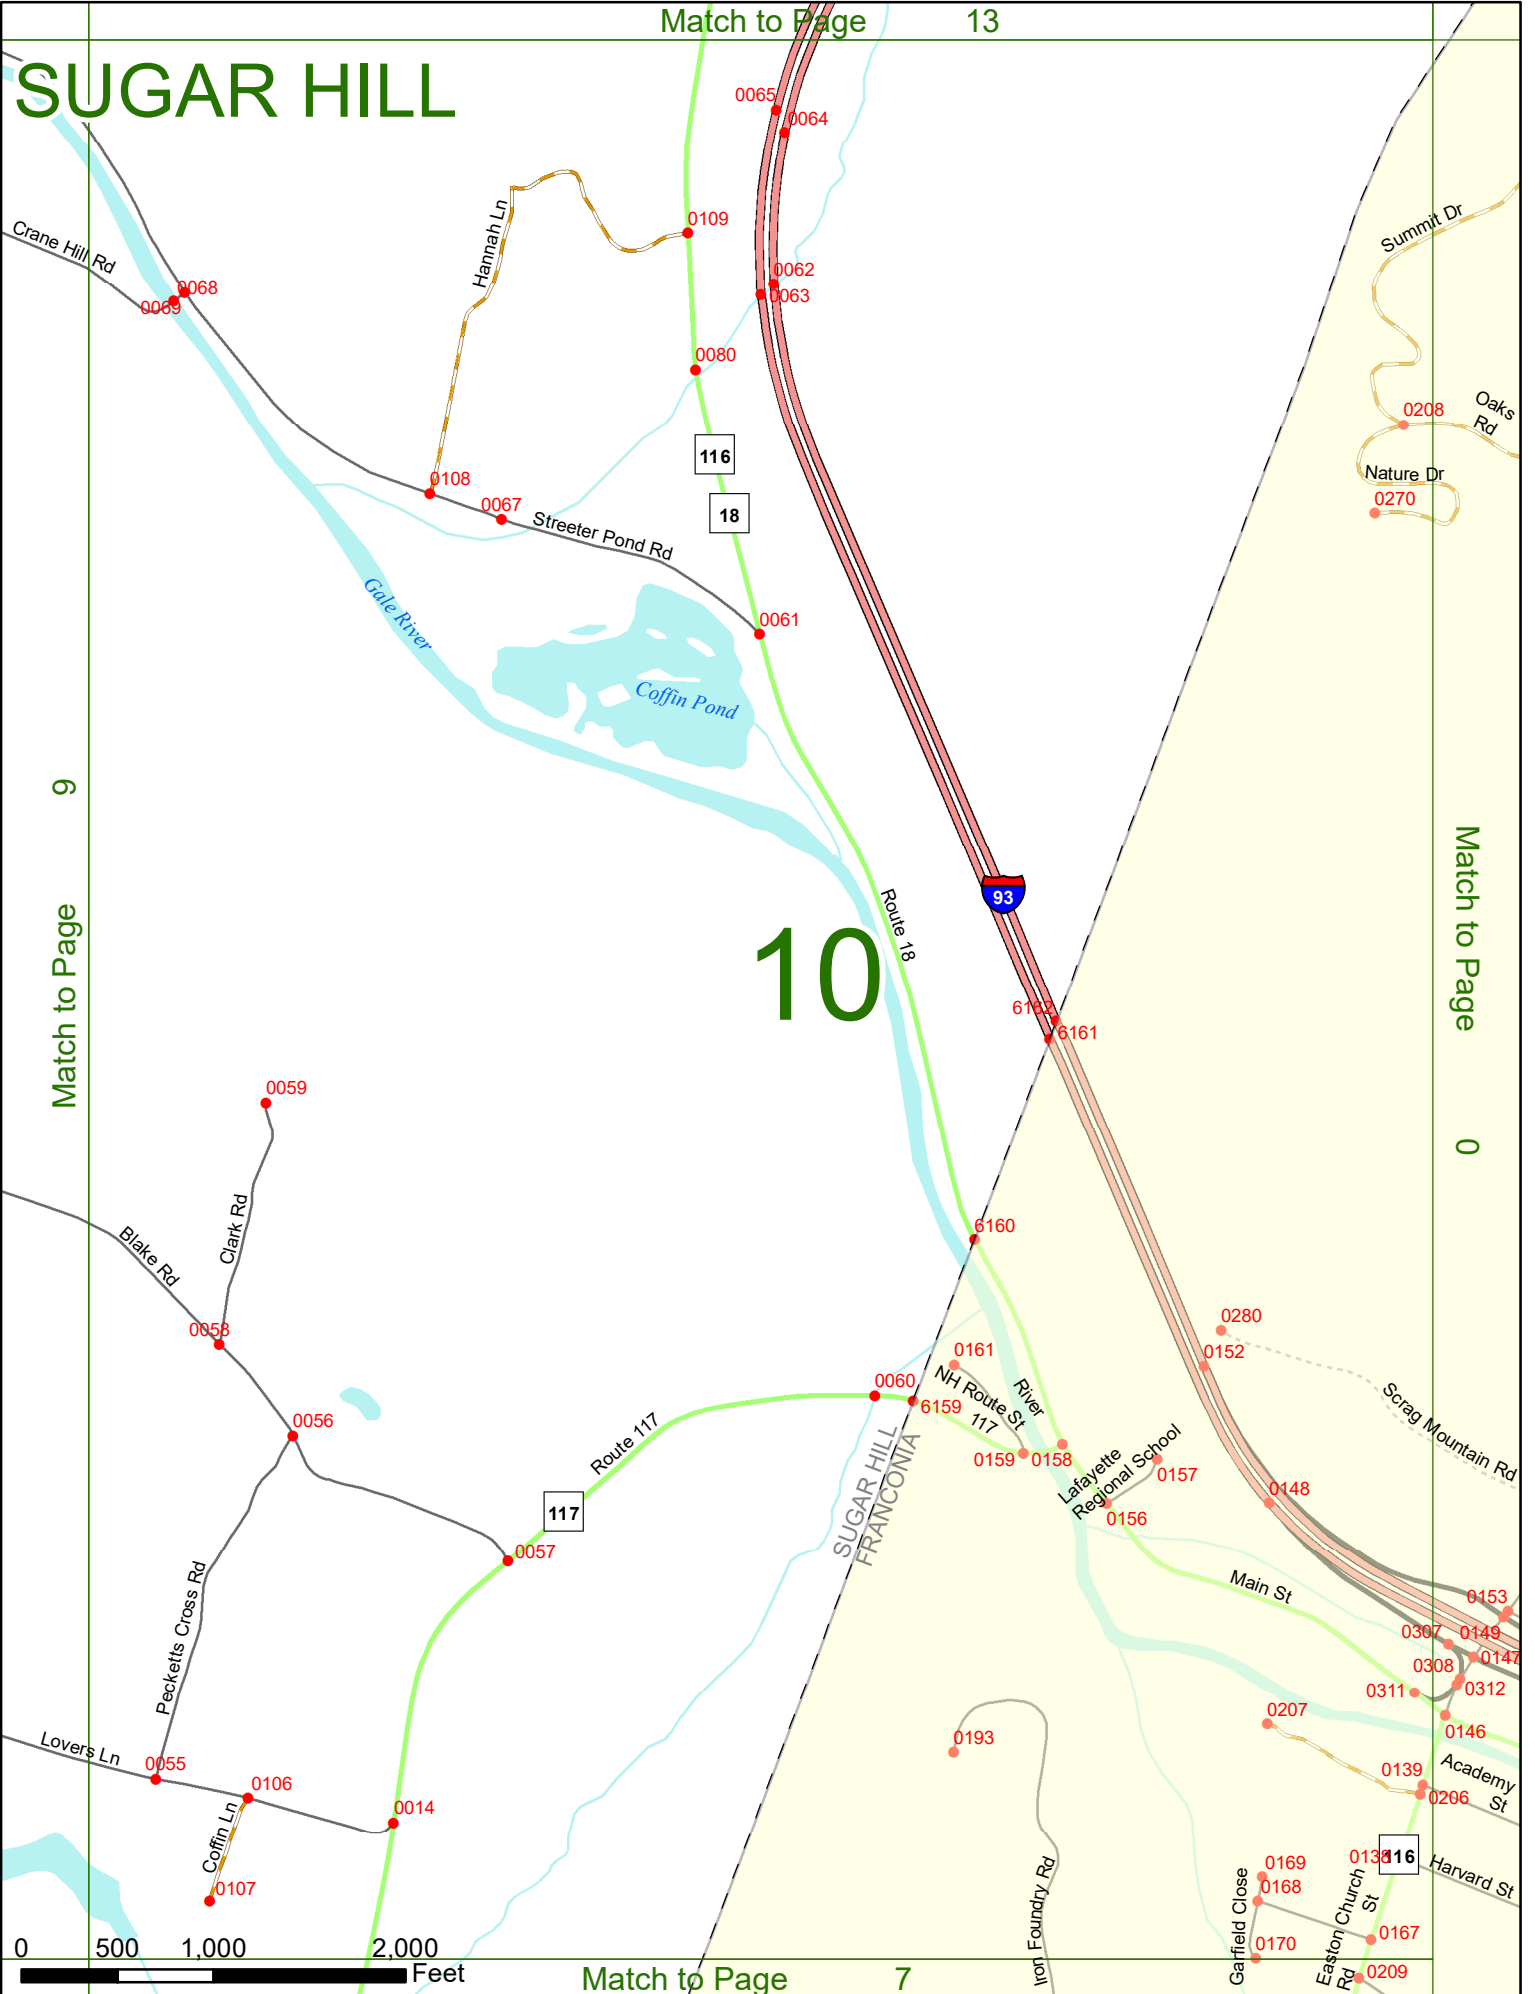 Match to Page 13
SUGAR HILL
0065
0064
0109
Hannah Ln
Summit Dr
Crane Hill Rd
0068
0069
0062
0063
0080
0208
Oaks
Rd
116
Nature Dr
0270
0108
0067
18
Streeter Pond Rd
Gale River
0061
Coffin Pond
9
Match to Page
Match to Page
0
93
Route 18
10
6162
6161
0059
Clark Rd
Blake Rd
6160
0058
0280
0152
0161
0060
6159
NH Route St
117
River
Scrag Mountain Rd
0056
Route 117
0159
0158
Lafayette
Regional School
0157
SUGAR HILL
FRANCONIA
0148
0156
117
0057
Main St
0153
Pecketts Cross Rd
0307
0149
0147
0308
0312
0311
0207
0146
0193
Lovers Ln
0055
0106
0139
Academy
St
0206
Coffin Ln
0014
0138
116
Harvard St
0169
0168
Garfield Close
Iron Foundry Rd
Easton Church
St
Rd
0107
0167
0170
0209
0 500 1,000 2,000
Feet
Match to Page 7